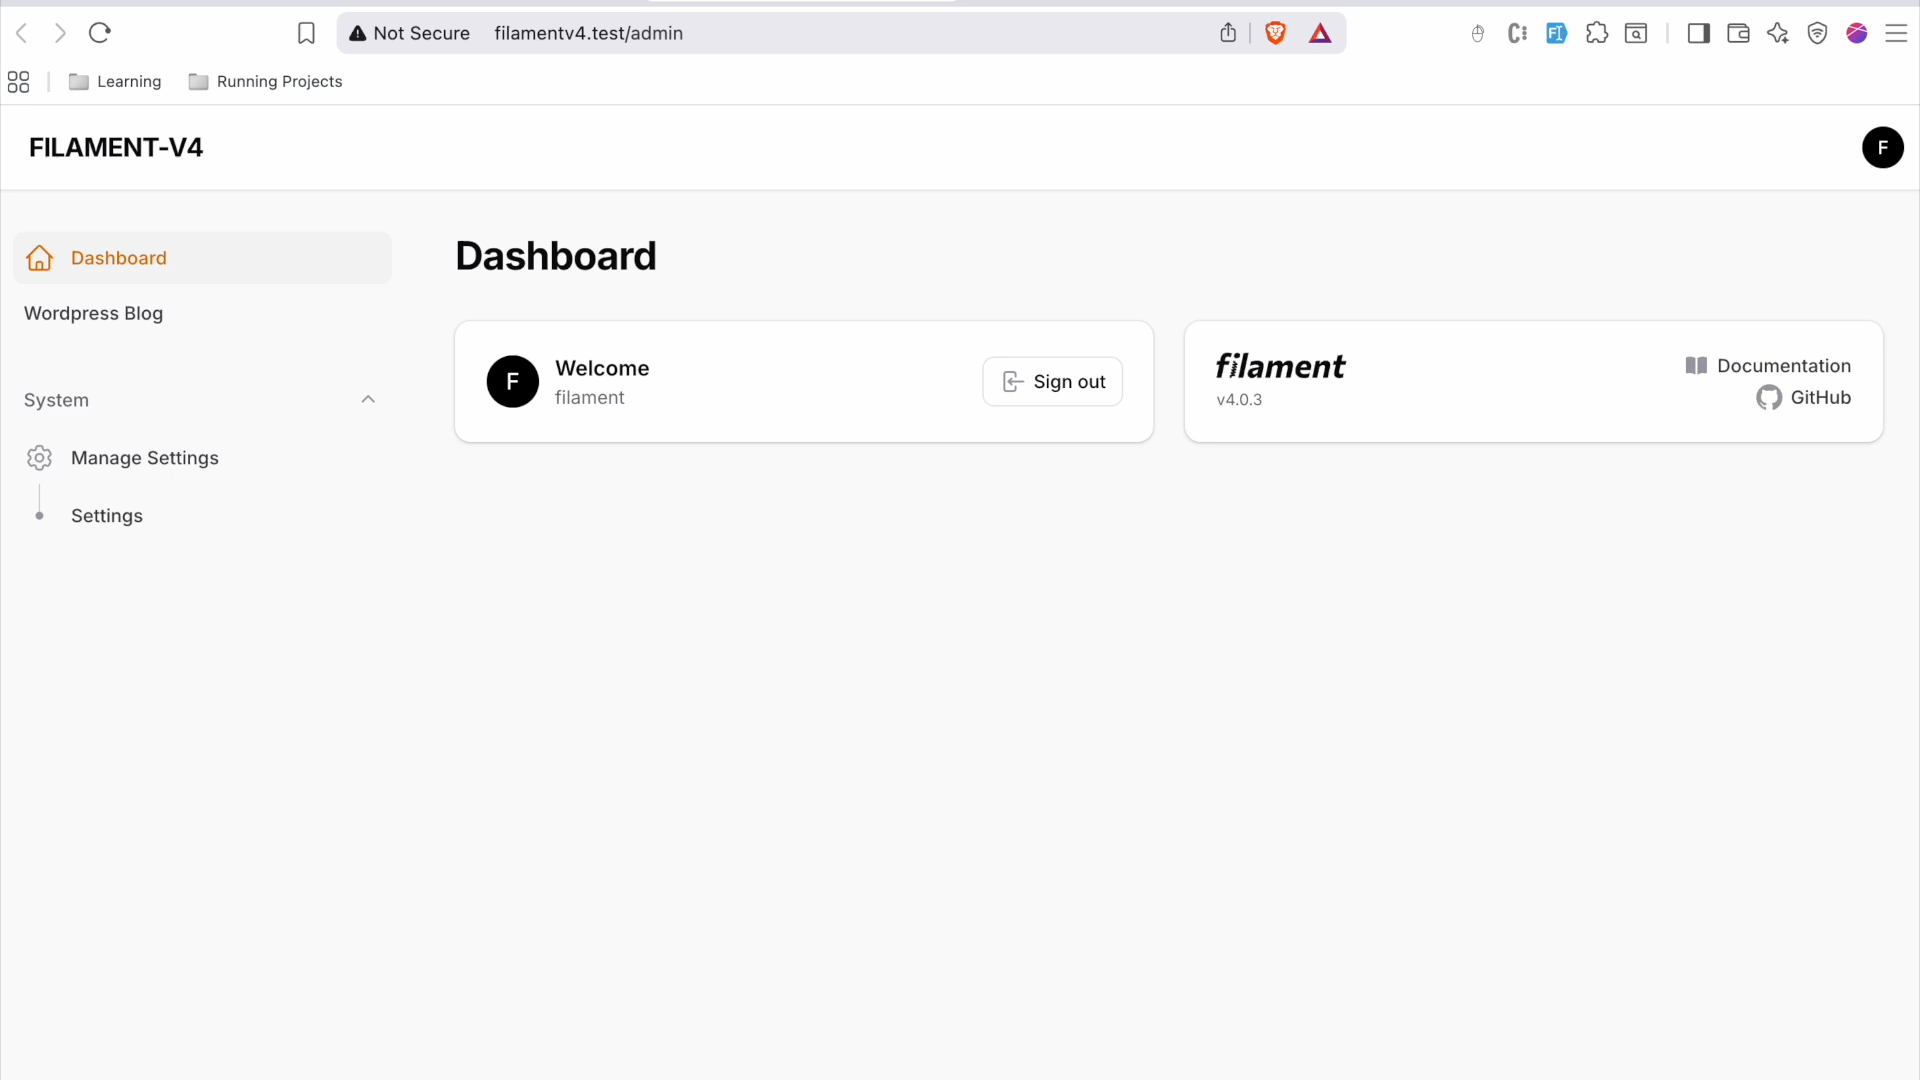 Not Secure filamentv4.test/admin
Learning Running Projects
FILAMENT-V4
F
Dashboard
Wordpress Blog
System
Manage Settings
Settings
Dashboard
F
Welcome
filament
Sign out
filament
v4.0.3
Documentation
GitHub